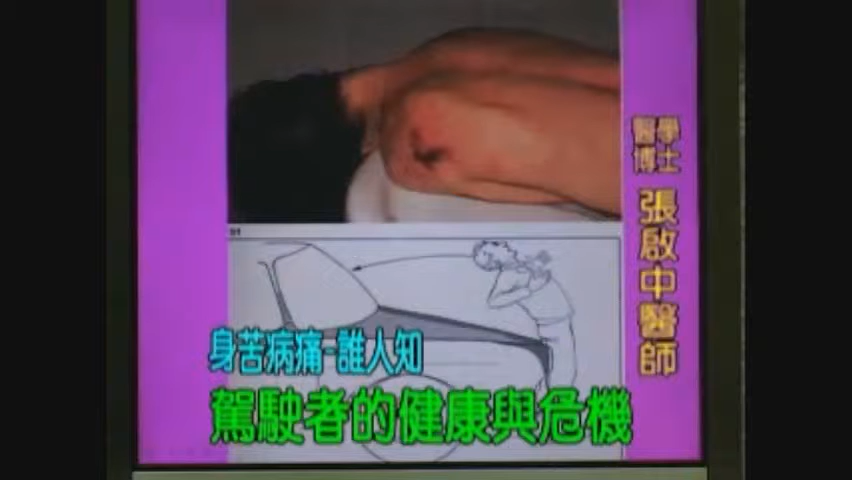 醫學
博士
張啟中醫師
身苦病痛-誰人知
駕駛者的健康與危機